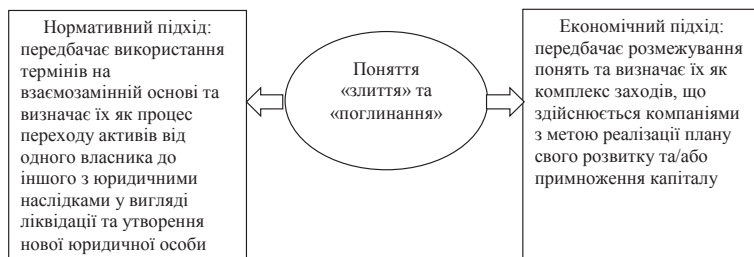 Нормативний підхід:
передбачає використання
термінів на
взаємозамінній основі та
визначає їх як процес
переходу активів від
одного власника до
іншого з юридичними
наслідками у вигляді
ліквідації та утворення
нової юридичної особи
Поняття
«злиття» та
«поглинання»
Економічний підхід:
передбачає розмежування
понять та визначає їх як
комплекс заходів, що
здійснюється компаніями
з метою реалізації плану
свого розвитку та/або
примноження капіталу